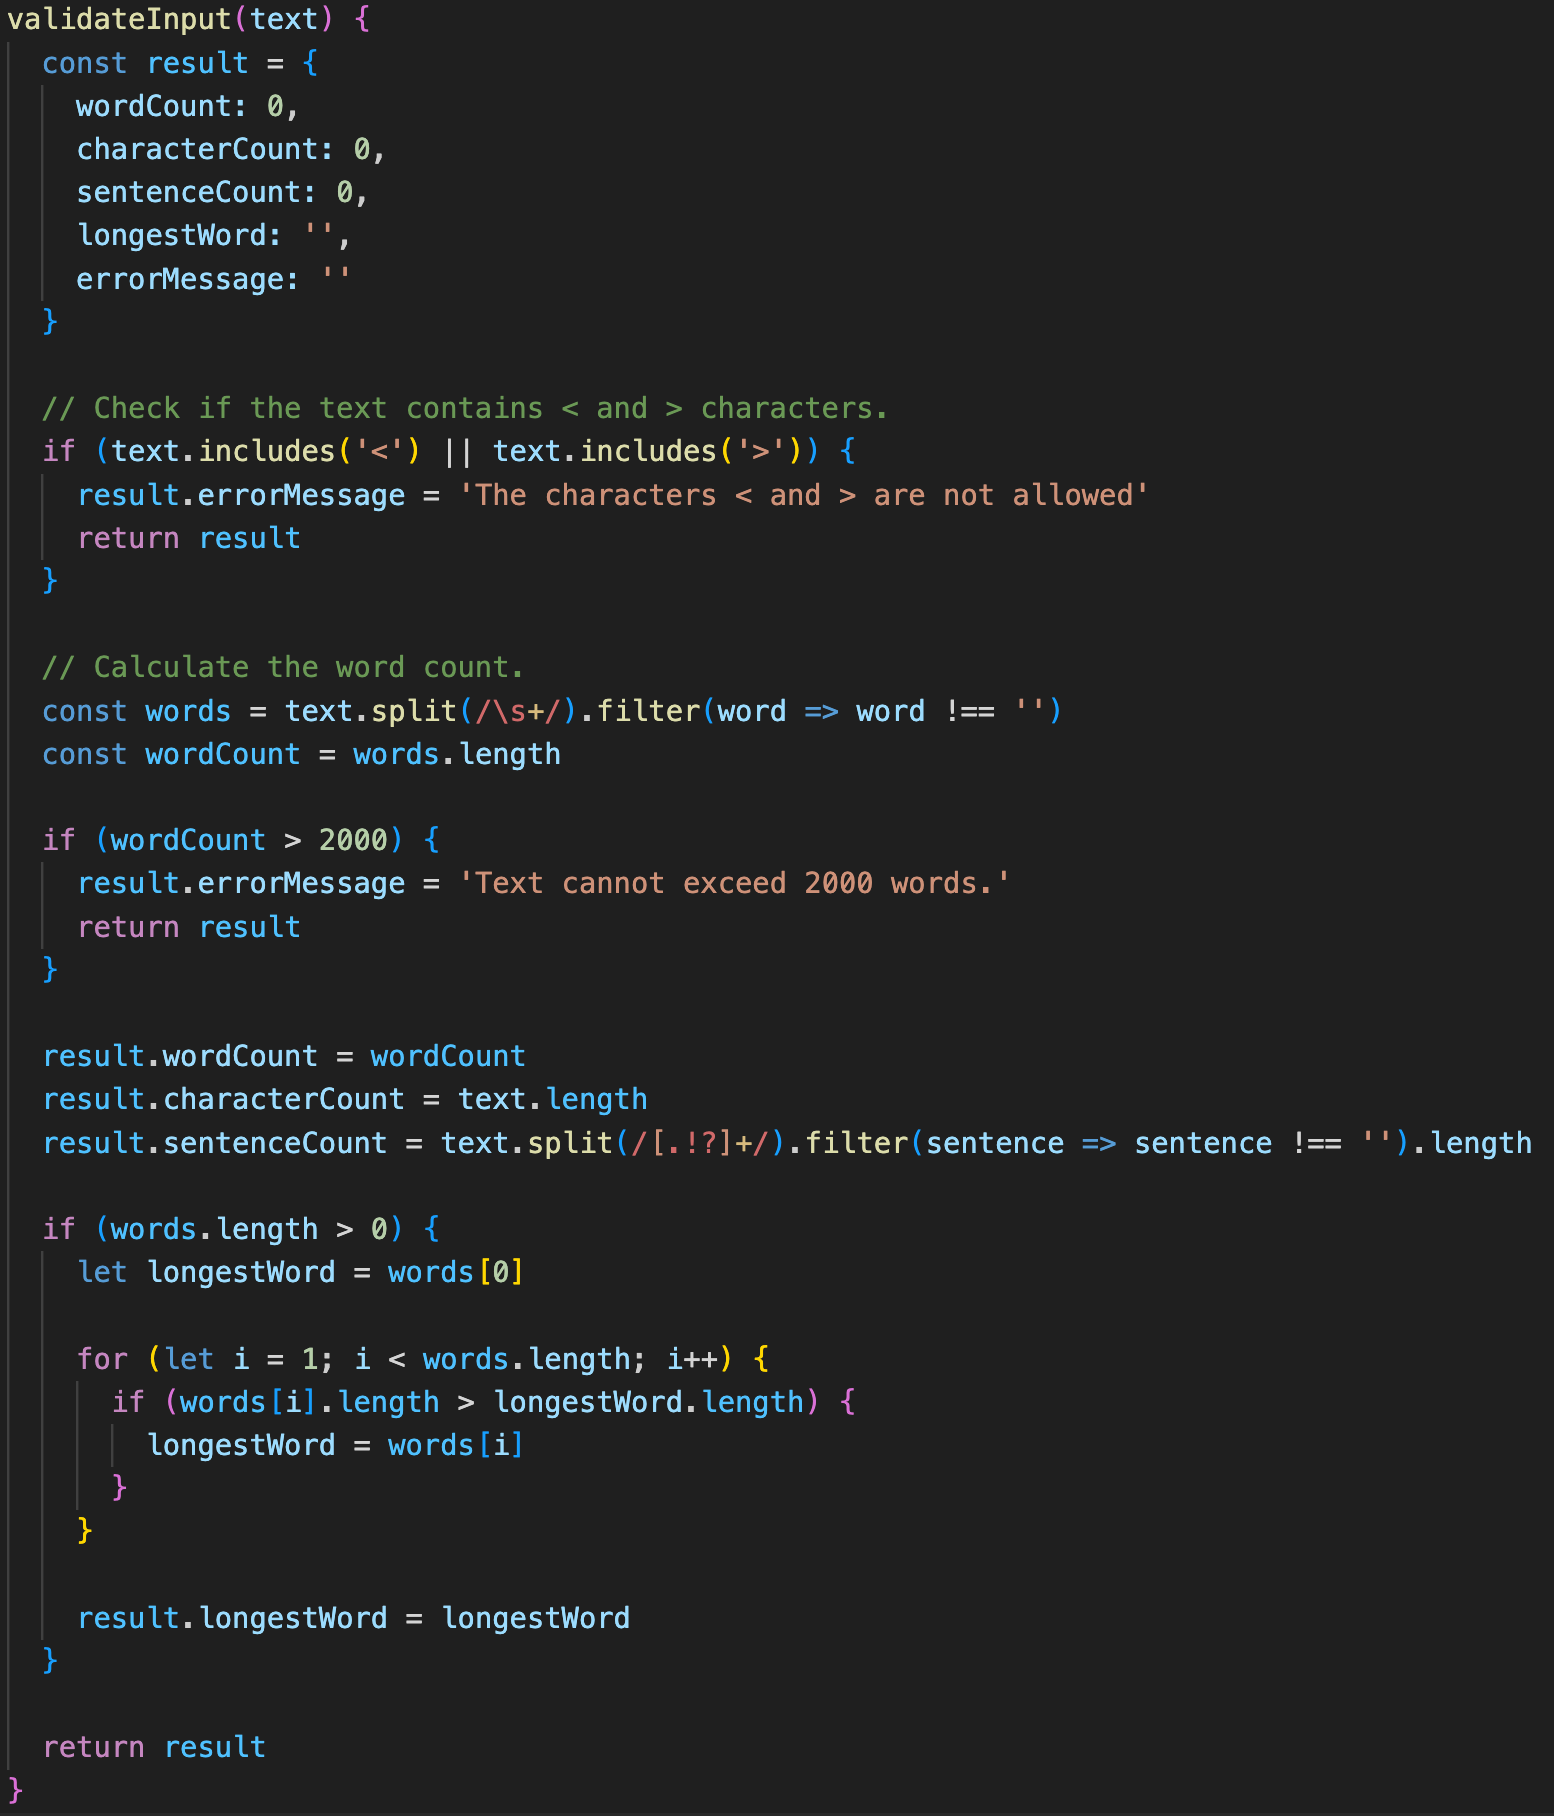 validateInput(text) {
  const result = {
    wordCount: 0,
    characterCount: 0,
    sentenceCount: 0,
    longestWord: '',
    errorMessage: ''
  }

  // Check if the text contains < and > characters.
  if (text.includes('<') || text.includes('>')) {
    result.errorMessage = 'The characters < and > are not allowed'
    return result
  }

  // Calculate the word count.
  const words = text.split(/\s+/).filter(word => word !== '')
  const wordCount = words.length

  if (wordCount > 2000) {
    result.errorMessage = 'Text cannot exceed 2000 words.'
    return result
  }

  result.wordCount = wordCount
  result.characterCount = text.length
  result.sentenceCount = text.split(/[.!?]+/).filter(sentence => sentence !== '').length

  if (words.length > 0) {
    let longestWord = words[0]

    for (let i = 1; i < words.length; i++) {
      if (words[i].length > longestWord.length) {
        longestWord = words[i]
      }
    }

    result.longestWord = longestWord
  }

  return result
}